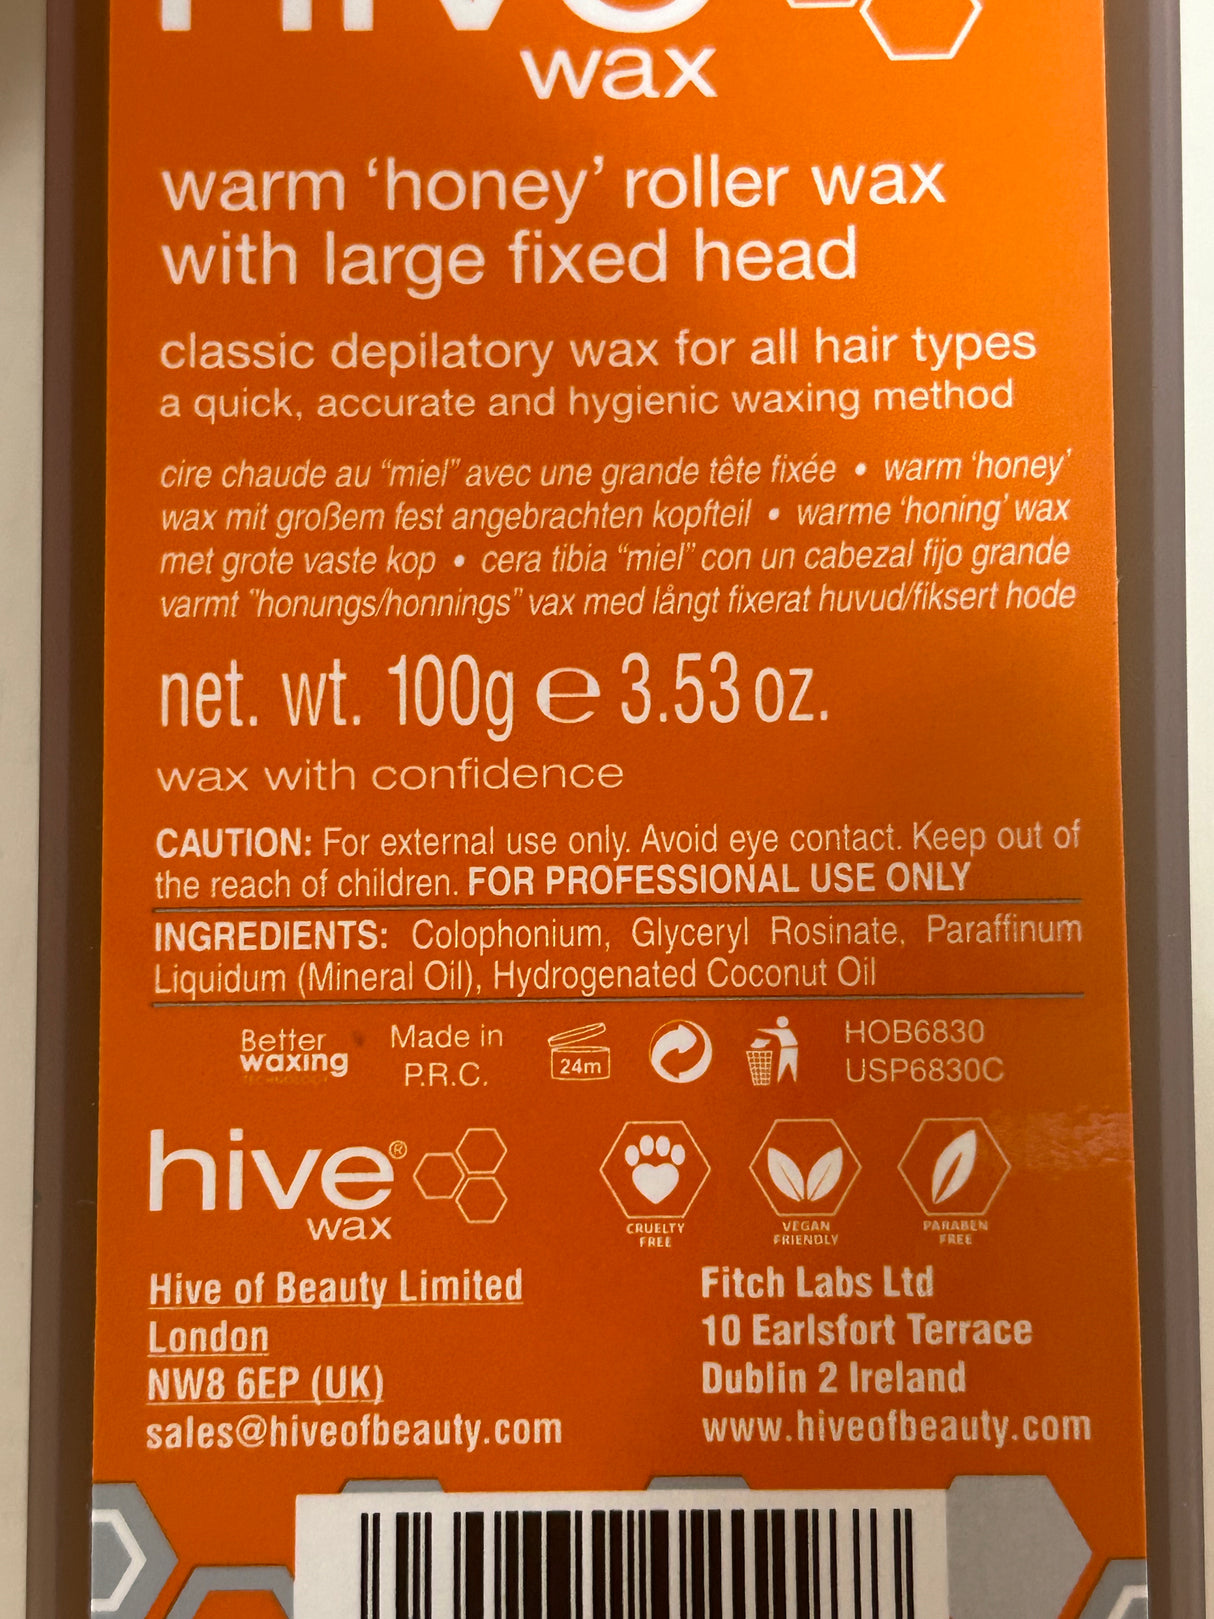 hive
wax
warm ‘honey’ roller wax
with large fixed head
classic depilatory wax for all hair types
a quick, accurate and hygienic waxing method
cire chaude au “miel” avec une grande tête fixée • warm ‘honey’
wax mit großem fest angebrachten kopfteil • warme ‘honing’ wax
met grote vaste kop • cera tibia “miel” con un cabezal fijo grande
varmt "honungs/honnings" vax med långt fixerat huvud/fiksert hode
net. wt. 100g ℮ 3.53 oz.
wax with confidence
CAUTION: For external use only. Avoid eye contact. Keep out of
the reach of children. FOR PROFESSIONAL USE ONLY
INGREDIENTS: Colophonium, Glyceryl Rosinate, Paraffinum
Liquidum (Mineral Oil), Hydrogenated Coconut Oil
Better
waxing
TECHNOLOGY
Made in
P.R.C.
24m
HOB6830
USP6830C
hive®
wax
CRUELTY
FREE
VEGAN
FRIENDLY
PARABEN
FREE
Hive of Beauty Limited
London
NW8 6EP (UK)
sales@hiveofbeauty.com
Fitch Labs Ltd
10 Earlsfort Terrace
Dublin 2 Ireland
www.hiveofbeauty.com